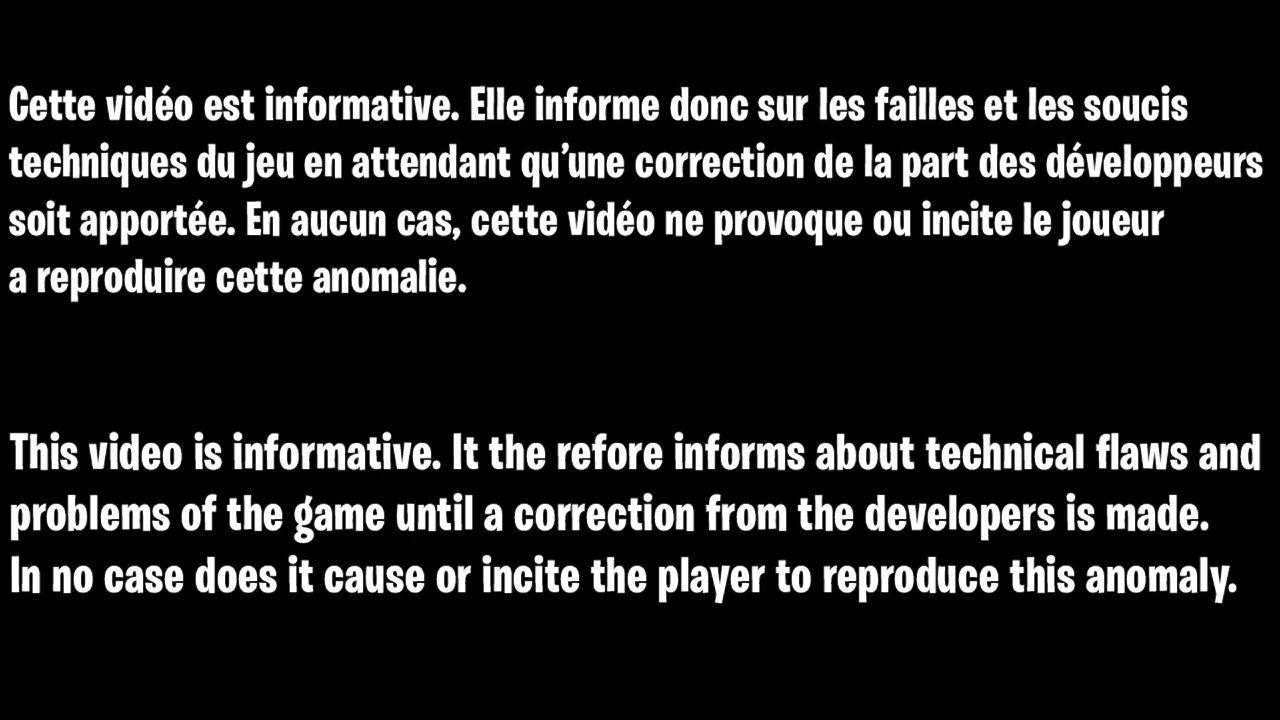 Cette vidéo est informative. Elle informe donc sur les failles et les soucis
techniques du jeu en attendant qu’une correction de la part des développeurs
soit apportée. En aucun cas, cette vidéo ne provoque ou incite le joueur
a reproduire cette anomalie.
This video is informative. It the refore informs about technical flaws and
problems of the game until a correction from the developers is made.
In no case does it cause or incite the player to reproduce this anomaly.